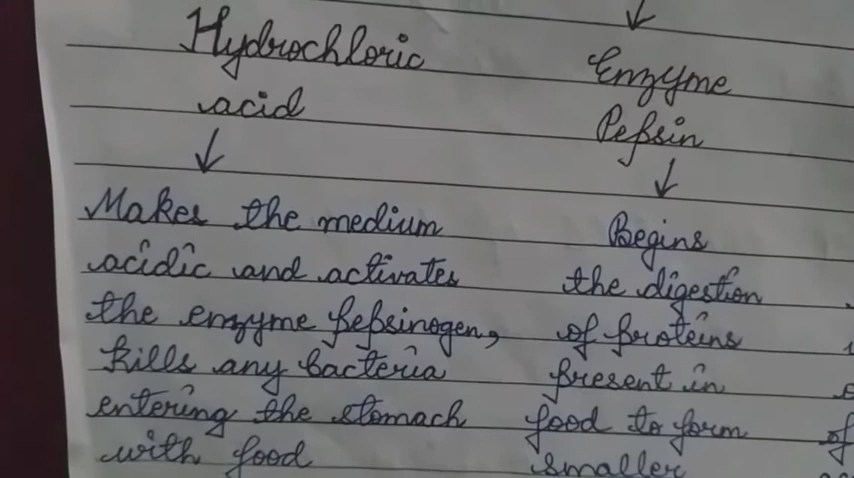 Hydrochloric
acid
↓
Makes the medium
acidic and activates
the enzyme pepsinogen,
kills any bacteria
entering the stomach
with food
↓
Enzyme
Pepsin
↓
Begins
the digestion
of proteins
present in
food to form
smaller